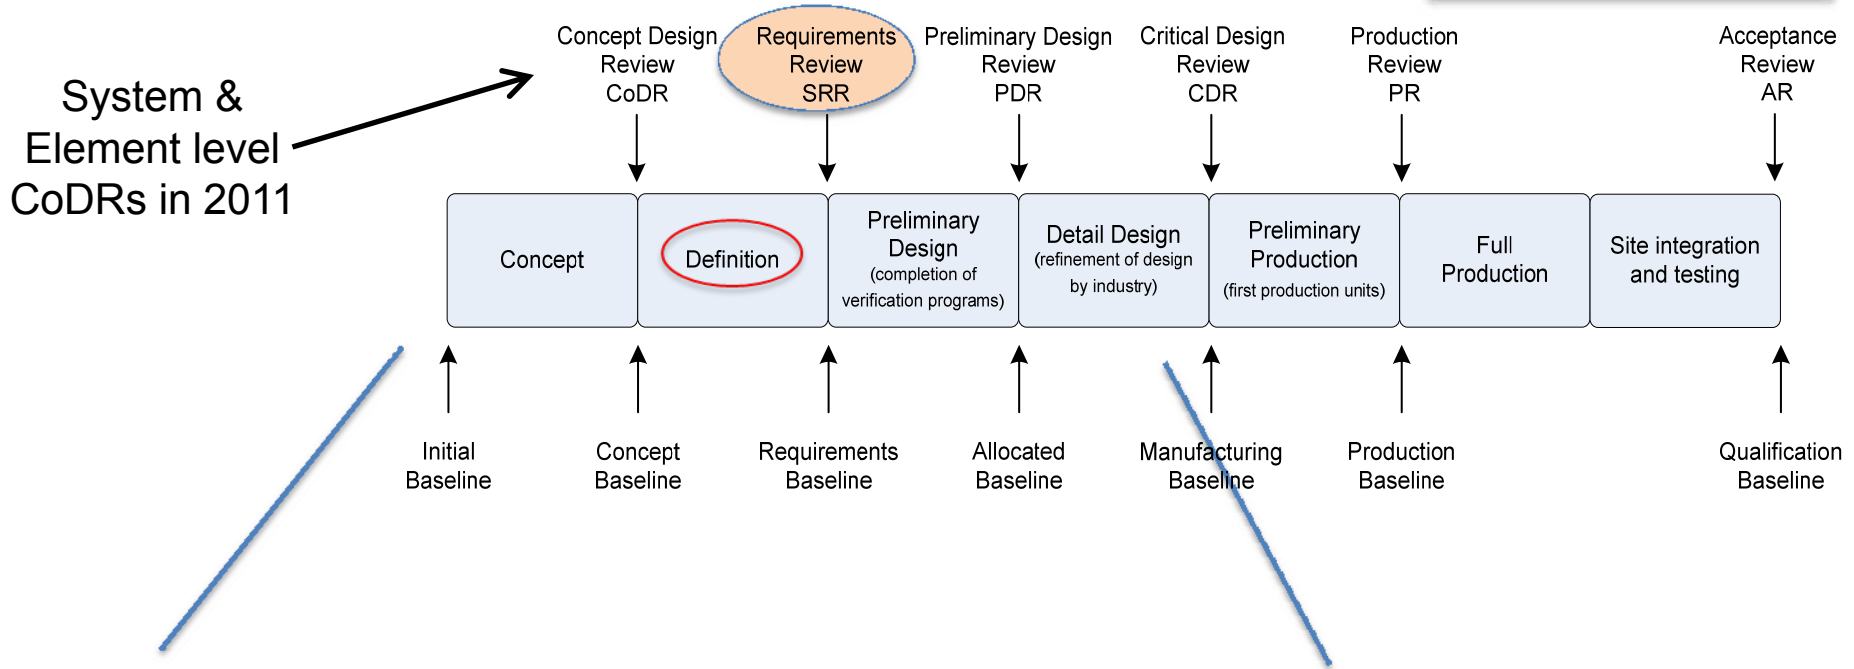 System &
Element level
CoDRs in 2011
Concept Design
Review
CoDR
Requirements
Review
SRR
Preliminary Design
Review
PDR
Critical Design
Review
CDR
Production
Review
PR
Acceptance
Review
AR
Concept
Definition
Preliminary
Design
(completion of
verification programs)
Detail Design
(refinement of design
by industry)
Preliminary
Production
(first production units)
Full
Production
Site integration
and testing
Initial
Baseline
Concept
Baseline
Requirements
Baseline
Allocated
Baseline
Manufacturing
Baseline
Production
Baseline
Qualification
Baseline